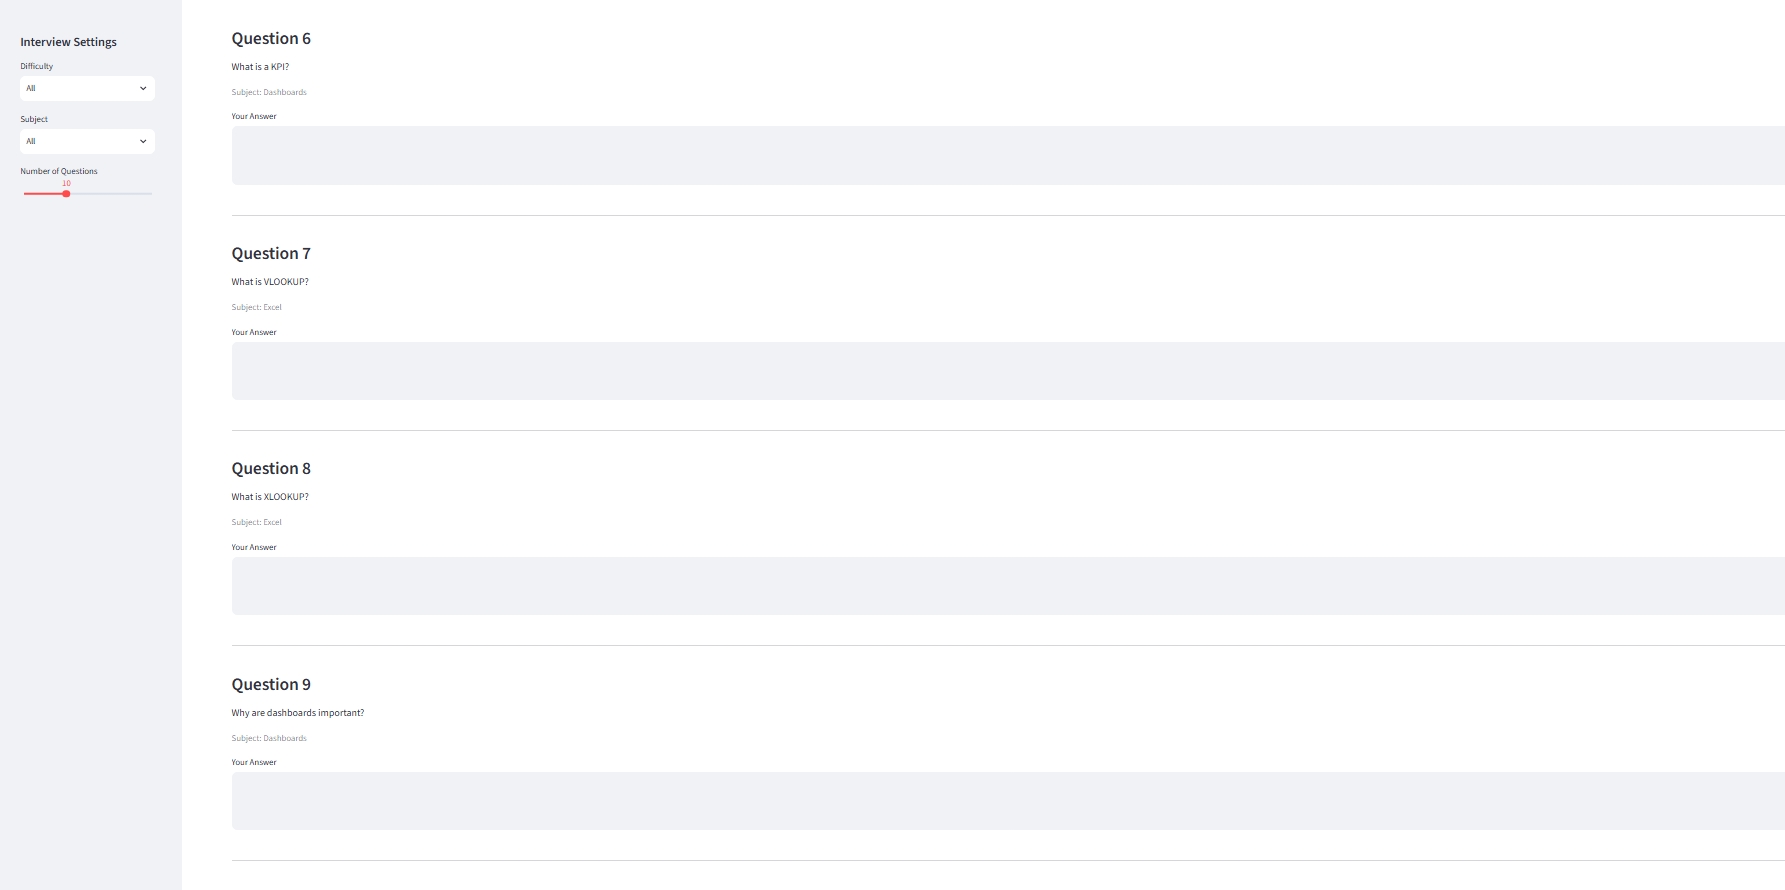 Interview Settings
Difficulty
All
Subject
All
Number of Questions
10
Question 6
What is a KPI?
Subject: Dashboards
Your Answer
Question 7
What is VLOOKUP?
Subject: Excel
Your Answer
Question 8
What is XLOOKUP?
Subject: Excel
Your Answer
Question 9
Why are dashboards important?
Subject: Dashboards
Your Answer